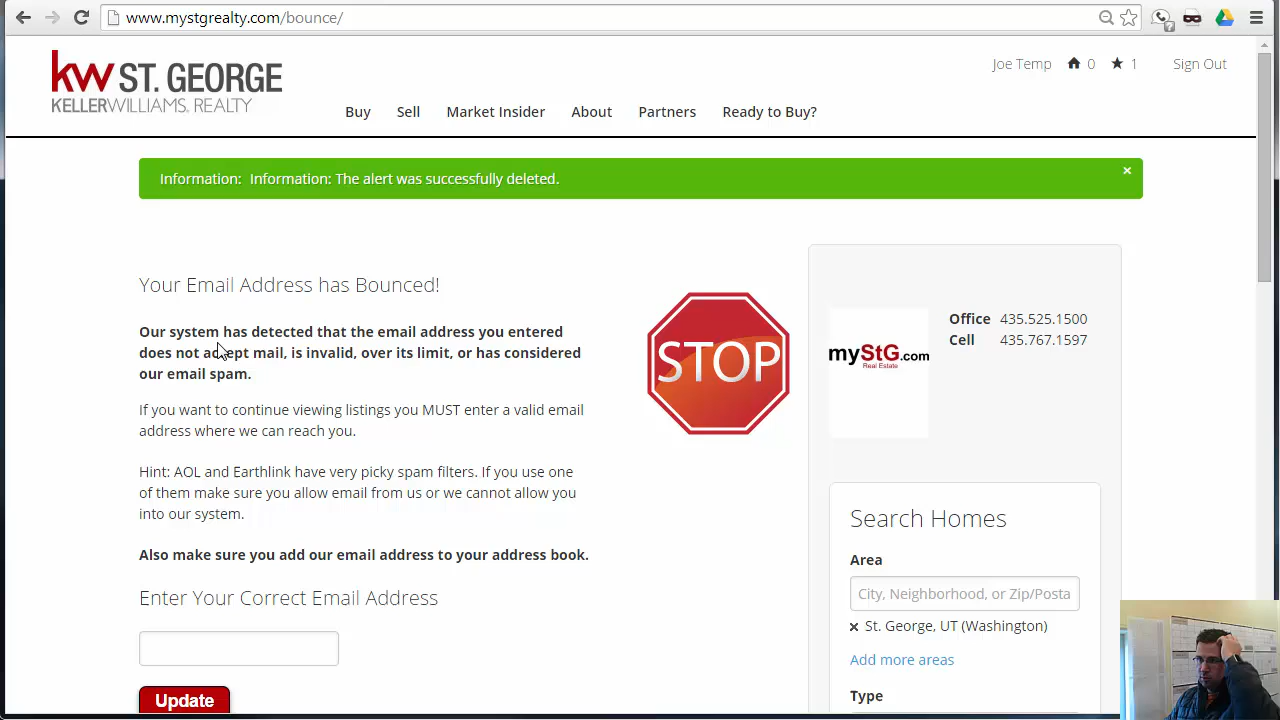 www.mystgrealty.com/bounce/
kw ST. GEORGE
KELLERWILLIAMS. REALTY
Joe Temp 0 1 Sign Out
Buy Sell Market Insider About Partners Ready to Buy?
Information: Information: The alert was successfully deleted. ×
Your Email Address has Bounced!
Our system has detected that the email address you entered
does not accept mail, is invalid, over its limit, or has considered
our email spam.
If you want to continue viewing listings you MUST enter a valid email
address where we can reach you.
Hint: AOL and Earthlink have very picky spam filters. If you use one
of them make sure you allow email from us or we cannot allow you
into our system.
Also make sure you add our email address to your address book.
Enter Your Correct Email Address
Update
STOP
myStG.com
Real Estate
Office 435.525.1500
Cell 435.767.1597
Search Homes
Area
City, Neighborhood, or Zip/Posta
× St. George, UT (Washington)
Add more areas
Type